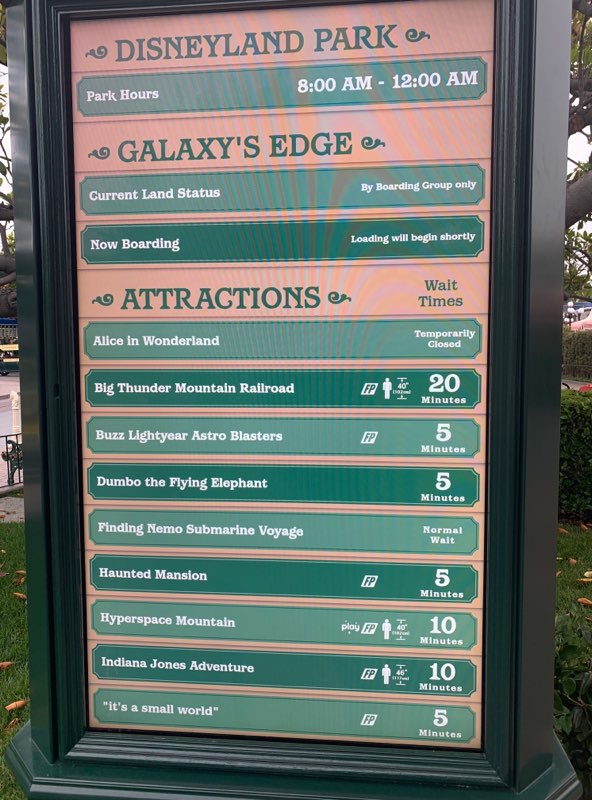 DISNEYLAND PARK
Park Hours 8:00 AM - 12:00 AM
GALAXY'S EDGE
Current Land Status By Boarding Group only
Now Boarding Loading will begin shortly
ATTRACTIONS Wait
Times
Alice in Wonderland Temporarily
Closed
Big Thunder Mountain Railroad FP 40" 20
Minutes
Buzz Lightyear Astro Blasters FP 5
Minutes
Dumbo the Flying Elephant 5
Minutes
Finding Nemo Submarine Voyage Normal
Wait
Haunted Mansion FP 5
Minutes
Hyperspace Mountain play FP 40" 10
Minutes
Indiana Jones Adventure FP 46" 10
Minutes
"it's a small world" FP 5
Minutes